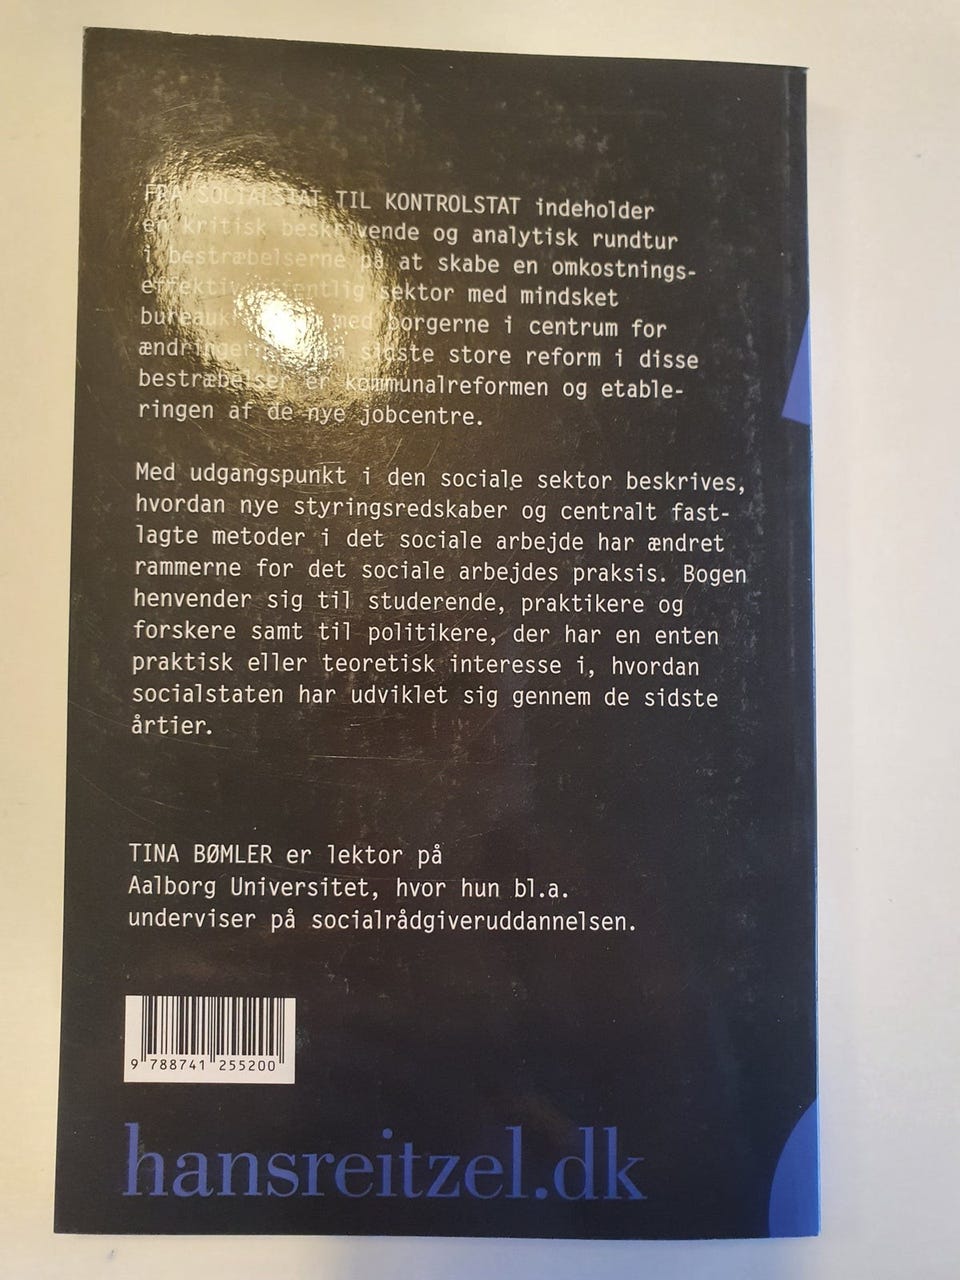 FRA SOCIALSTAT TIL KONTROLSTAT indeholder
en kritisk beskrivende og analytisk rundtur
i bestræbelserne på at skabe en omkostnings-
effektiv offentlig sektor med mindsket
med borgerne i centrum for
sidste store reform i disse
bestræbelser er kommunalreformen og etable-
ringen af de nye jobcentre.
Med udgangspunkt i den sociale sektor beskrives,
hvordan nye styringsredskaber og centralt fast-
lagte metoder i det sociale arbejde har ændret
rammerne for det sociale arbejdes praksis. Bogen
henvender sig til studerende, praktikere og
forskere samt til politikere, der har en enten
praktisk eller teoretisk interesse i, hvordan
socialstaten har udviklet sig gennem de sidste
årtier.
TINA BØMLER er lektor på
Aalborg Universitet, hvor hun bl.a.
underviser på socialrådgiveruddannelsen.
9 788741 255200
hansreitzel.dk